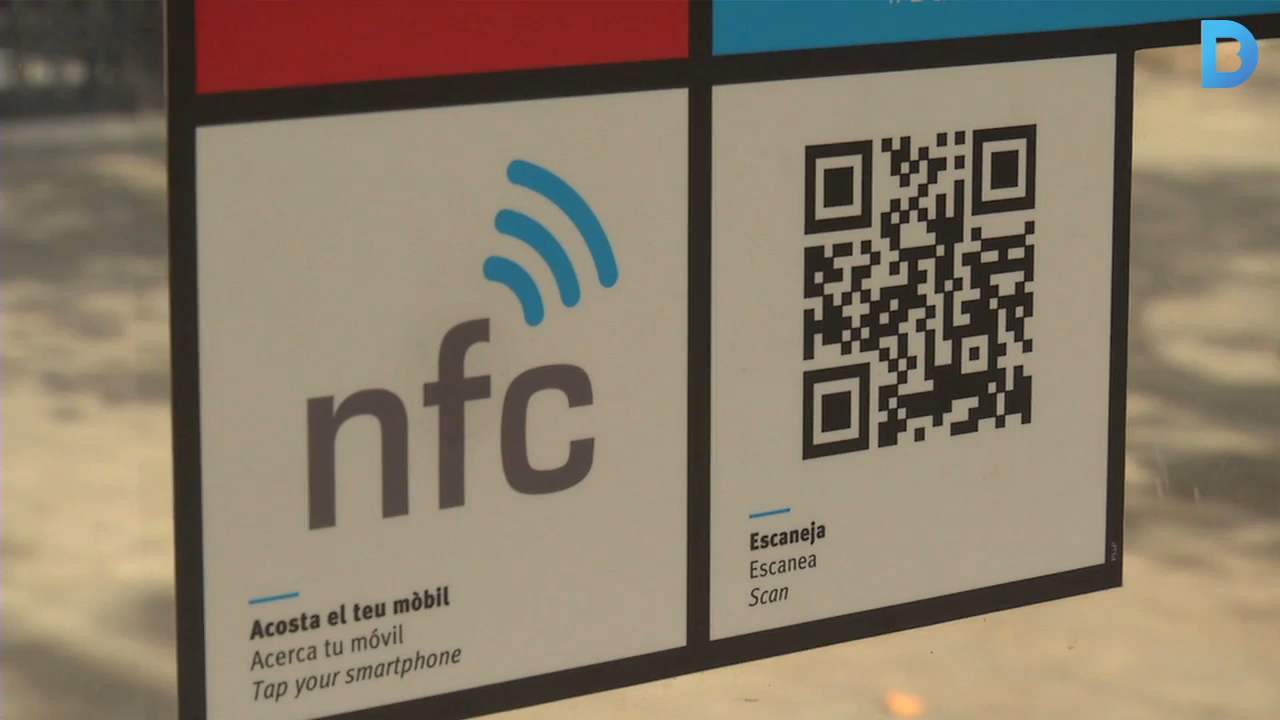 nfc
Acosta el teu mòbil
Acerca tu móvil
Tap your smartphone
Escaneja
Escanea
Scan